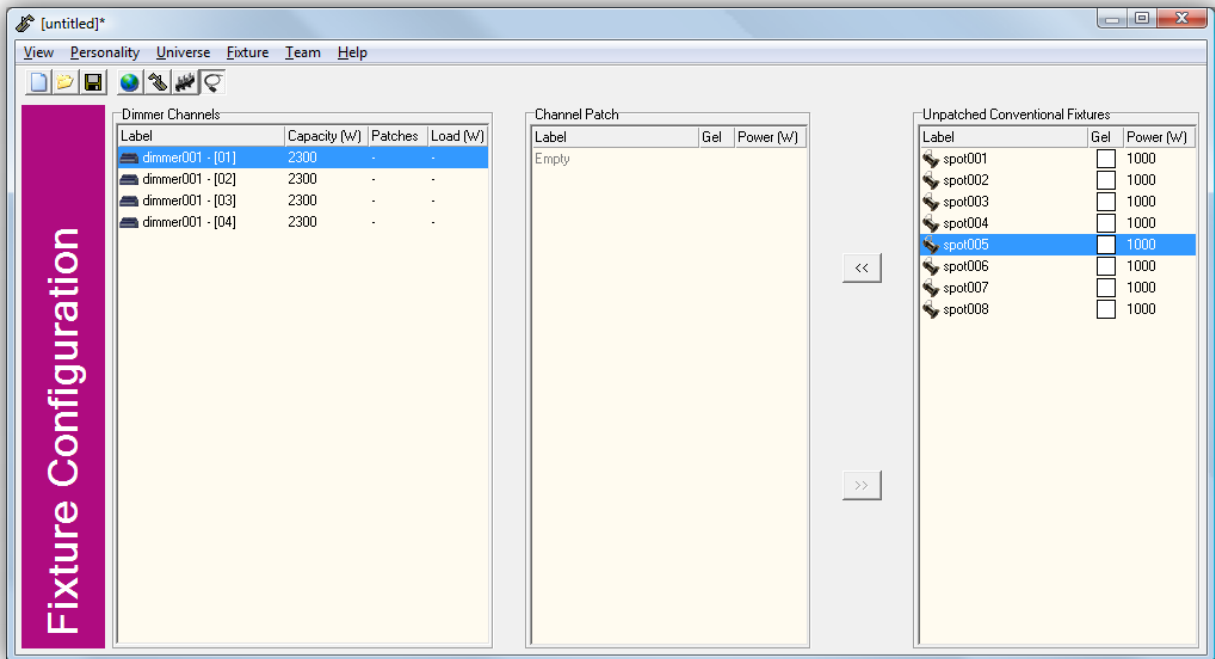 [untitled]*
View Personality Universe Fixture Team Help
Fixture Configuration
Dimmer Channels
Label Capacity (W) Patches Load (W)
dimmer001 - [01] 2300 - -
dimmer001 - [02] 2300 - -
dimmer001 - [03] 2300 - -
dimmer001 - [04] 2300 - -
Channel Patch
Label Gel Power (W)
Empty
<<
>>
Unpatched Conventional Fixtures
Label Gel Power (W)
spot001 1000
spot002 1000
spot003 1000
spot004 1000
spot005 1000
spot006 1000
spot007 1000
spot008 1000